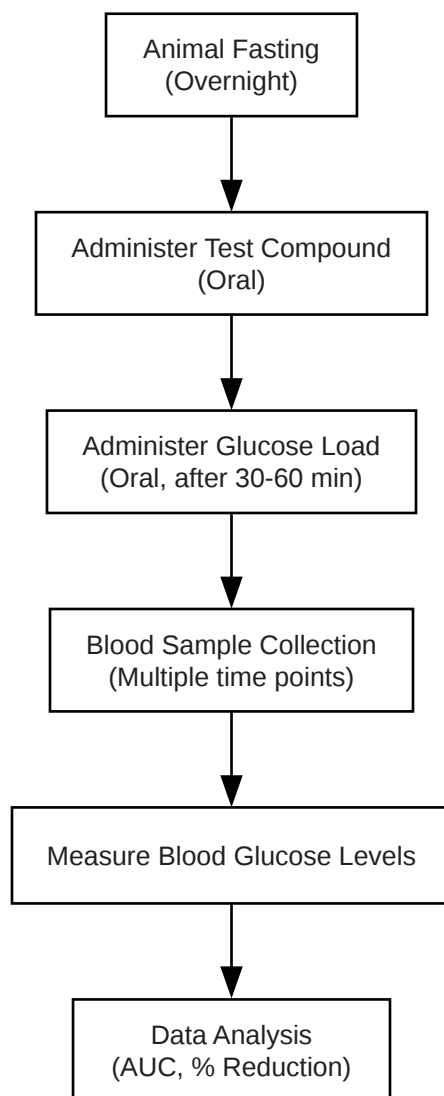 Animal Fasting
(Overnight)
Administer Test Compound
(Oral)
Administer Glucose Load
(Oral, after 30-60 min)
Blood Sample Collection
(Multiple time points)
Measure Blood Glucose Levels
Data Analysis
(AUC, % Reduction)